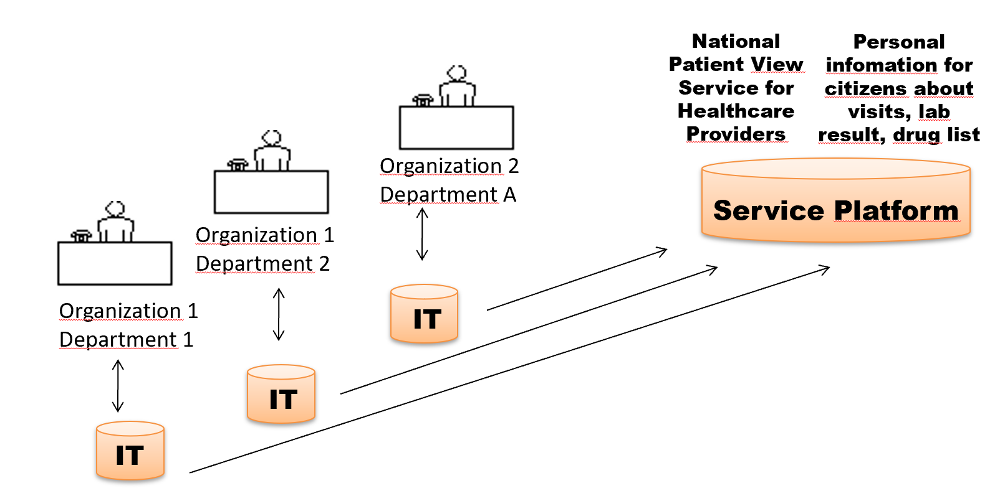 National
Patient View
Service for
Healthcare
Providers
Personal
infomation for
citizens about
visits, lab
result, drug list
Service Platform
Organization 2
Department A
IT
Organization 1
Department 2
IT
Organization 1
Department 1
IT